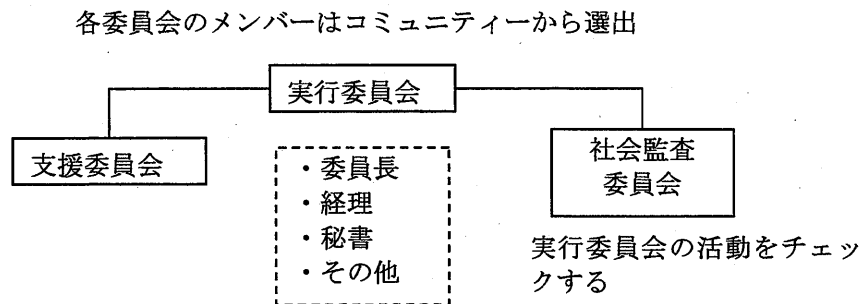 各委員会のメンバーはコミュニティーから選出
実行委員会
支援委員会
・委員長
・経理
・秘書
・その他
社会監査
委員会
実行委員会の活動をチェッ
クする